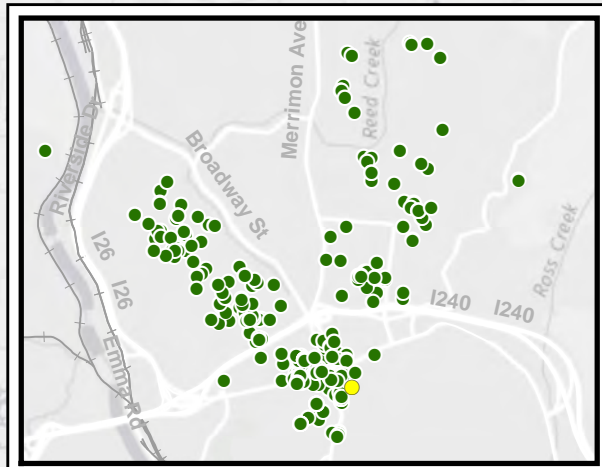 Merrimon Ave
Reed Creek
Broadway St
Riverside Dr
I26
I26
Ross Creek
I240
I240
Emma Rd